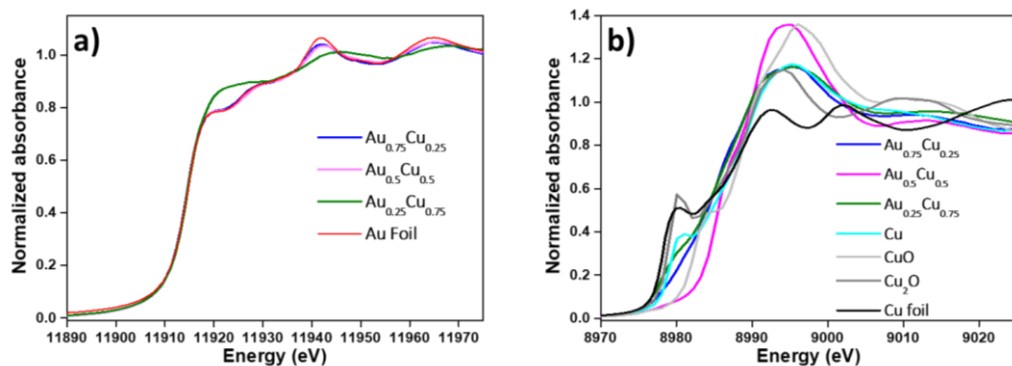 a)
Normalized absorbance
1.0
0.8
0.6
0.4
0.2
0.0
Au0.75Cu0.25
Au0.5Cu0.5
Au0.25Cu0.75
Au Foil
11890 11900 11910 11920 11930 11940 11950 11960 11970
Energy (eV)
b)
Normalized absorbance
1.4
1.2
1.0
0.8
0.6
0.4
0.2
0.0
Au0.75Cu0.25
Au0.5Cu0.5
Au0.25Cu0.75
Cu
CuO
Cu2O
Cu foil
8970 8980 8990 9000 9010 9020
Energy (eV)